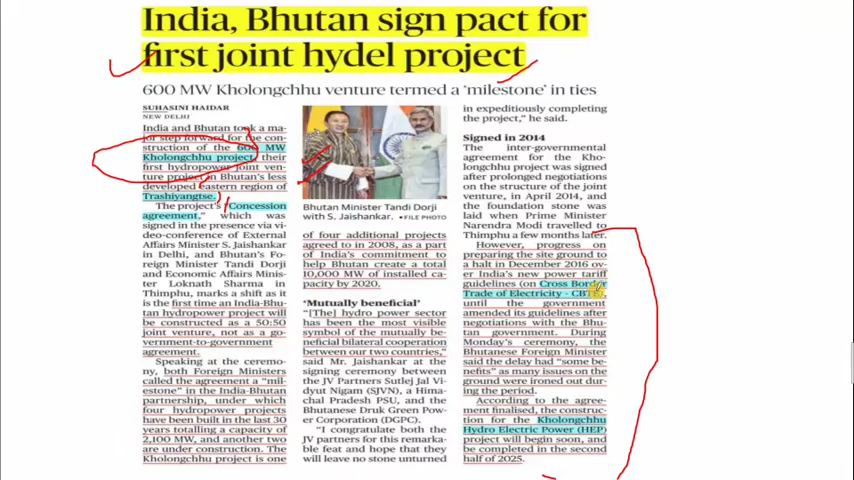 India, Bhutan sign pact for
first joint hydel project
600 MW Kholongchhu venture termed a ‘milestone’ in ties
SUHASINI HAIDAR
NEW DELHI
India and Bhutan took a ma-
jor step forward for the con-
struction of the 600 MW
Kholongchhu project, their
first hydropower joint ven-
ture project in Bhutan's less
developed eastern region of
Trashiyangtse.
The project's “Concession
agreement,” which was
signed in the presence via vi-
deo-conference of External
Affairs Minister S. Jaishankar
in Delhi, and Bhutan's Fo-
reign Minister Tandi Dorji
and Economic Affairs Minis-
ter Loknath Sharma in
Thimphu, marks a shift as it
is the first time an India-Bhu-
tan hydropower project will
be constructed as a 50:50
joint venture, not as a go-
vernment-to-government
agreement.
Speaking at the ceremo-
ny, both Foreign Ministers
called the agreement a “mil-
estone” in the India-Bhutan
partnership, under which
four hydropower projects
have been built in the last 30
years totalling a capacity of
2,100 MW, and another two
are under construction. The
Kholongchhu project is one
Bhutan Minister Tandi Dorji
with S. Jaishankar. •FILE PHOTO
of four additional projects
agreed to in 2008, as a part
of India's commitment to
help Bhutan create a total
10,000 MW of installed ca-
pacity by 2020.
‘Mutually beneficial’
“[The] hydro power sector
has been the most visible
symbol of the mutually be-
neficial bilateral cooperation
between our two countries,”
said Mr. Jaishankar at the
signing ceremony between
the JV Partners Sutlej Jal Vi-
dyut Nigam (SJVN), a Hima-
chal Pradesh PSU, and the
Bhutanese Druk Green Pow-
er Corporation (DGPC).
“I congratulate both the
JV partners for this remarka-
ble feat and hope that they
will leave no stone unturned
in expeditiously completing
the project,” he said.
Signed in 2014
The inter-governmental
agreement for the Kho-
longchhu project was signed
after prolonged negotiations
on the structure of the joint
venture, in April 2014, and
the foundation stone was
laid when Prime Minister
Narendra Modi travelled to
Thimphu a few months later.
However, progress on
preparing the site ground to
a halt in December 2016 ov-
er India's new power tariff
guidelines (on Cross Border
Trade of Electricity - CBTE),
until the government
amended its guidelines after
negotiations with the Bhu-
tan government. During
Monday's ceremony, the
Bhutanese Foreign Minister
said the delay had “some be-
nefits” as many issues on the
ground were ironed out dur-
ing the period.
According to the agree-
ment finalised, the construc-
tion for the Kholongchhu
Hydro Electric Power (HEP)
project will begin soon, and
be completed in the second
half of 2025.